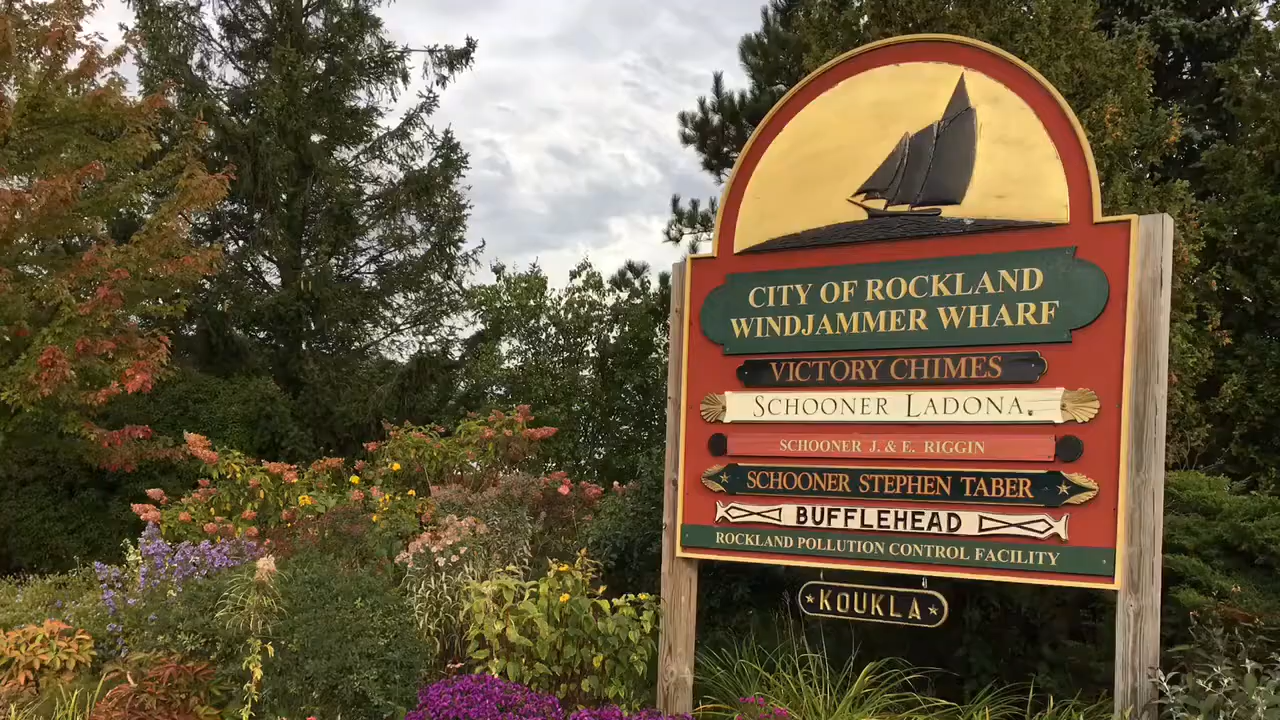 CITY OF ROCKLAND
WINDJAMMER WHARF
VICTORY CHIMES
SCHOONER LADONA
SCHOONER J. & E. RIGGIN
SCHOONER STEPHEN TABER
BUFFLEHEAD
ROCKLAND POLLUTION CONTROL FACILITY
KOUKLA